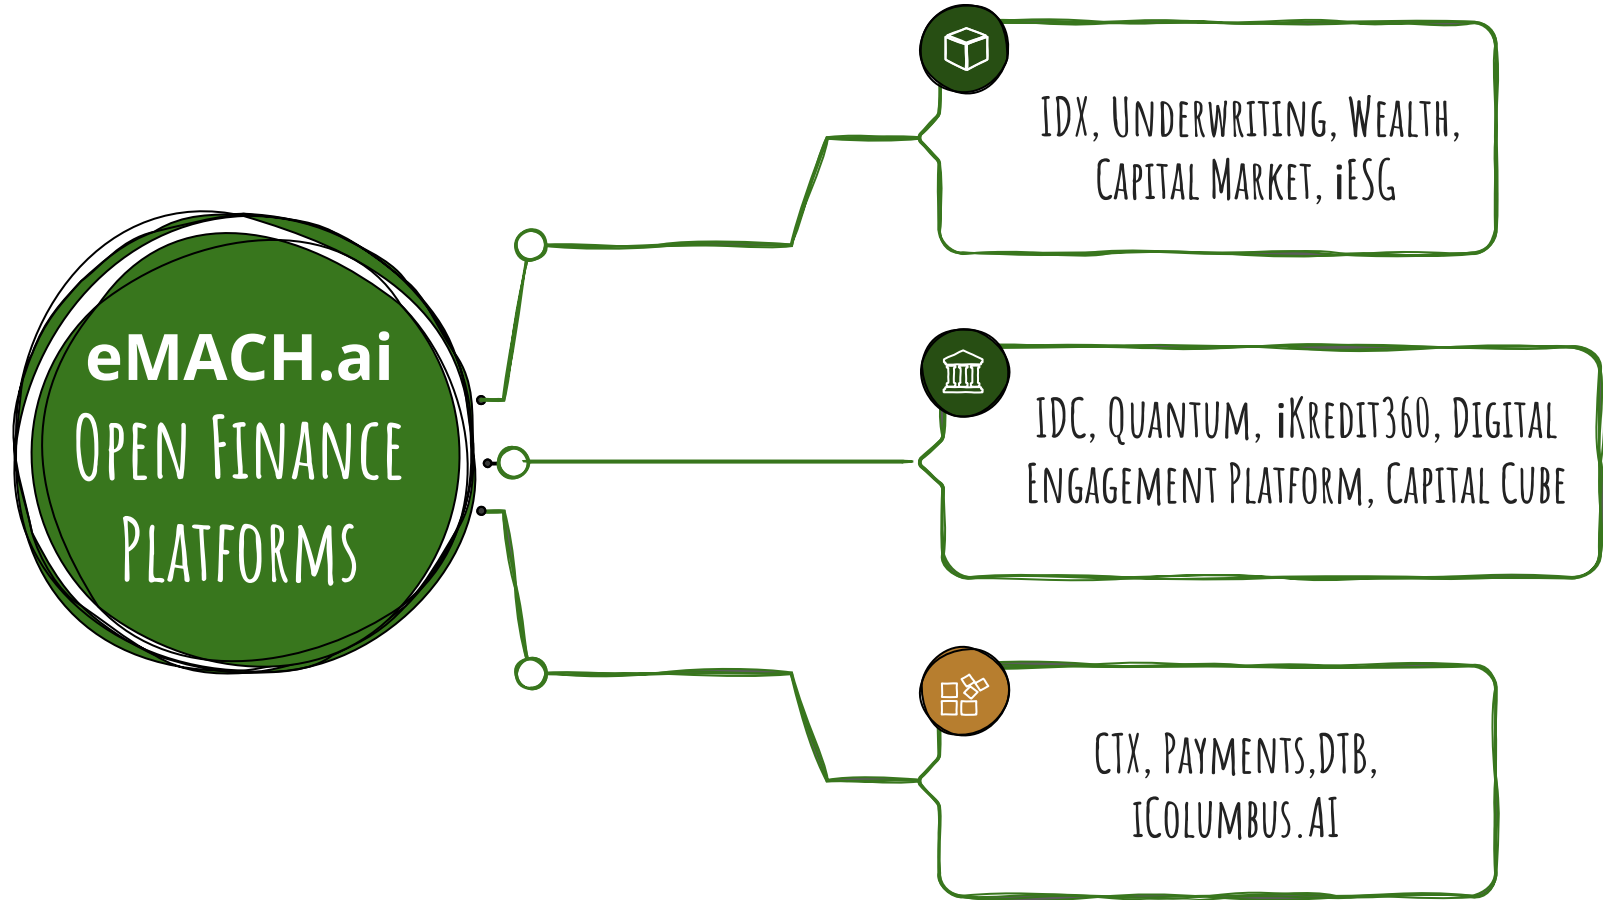 eMACH.ai
Open Finance
Platforms
IDX, Underwriting, Wealth,
Capital Market, iESG
IDC, Quantum, iKredit360, Digital
Engagement Platform, Capital Cube
CTX, Payments,DTB,
iColumbus.AI